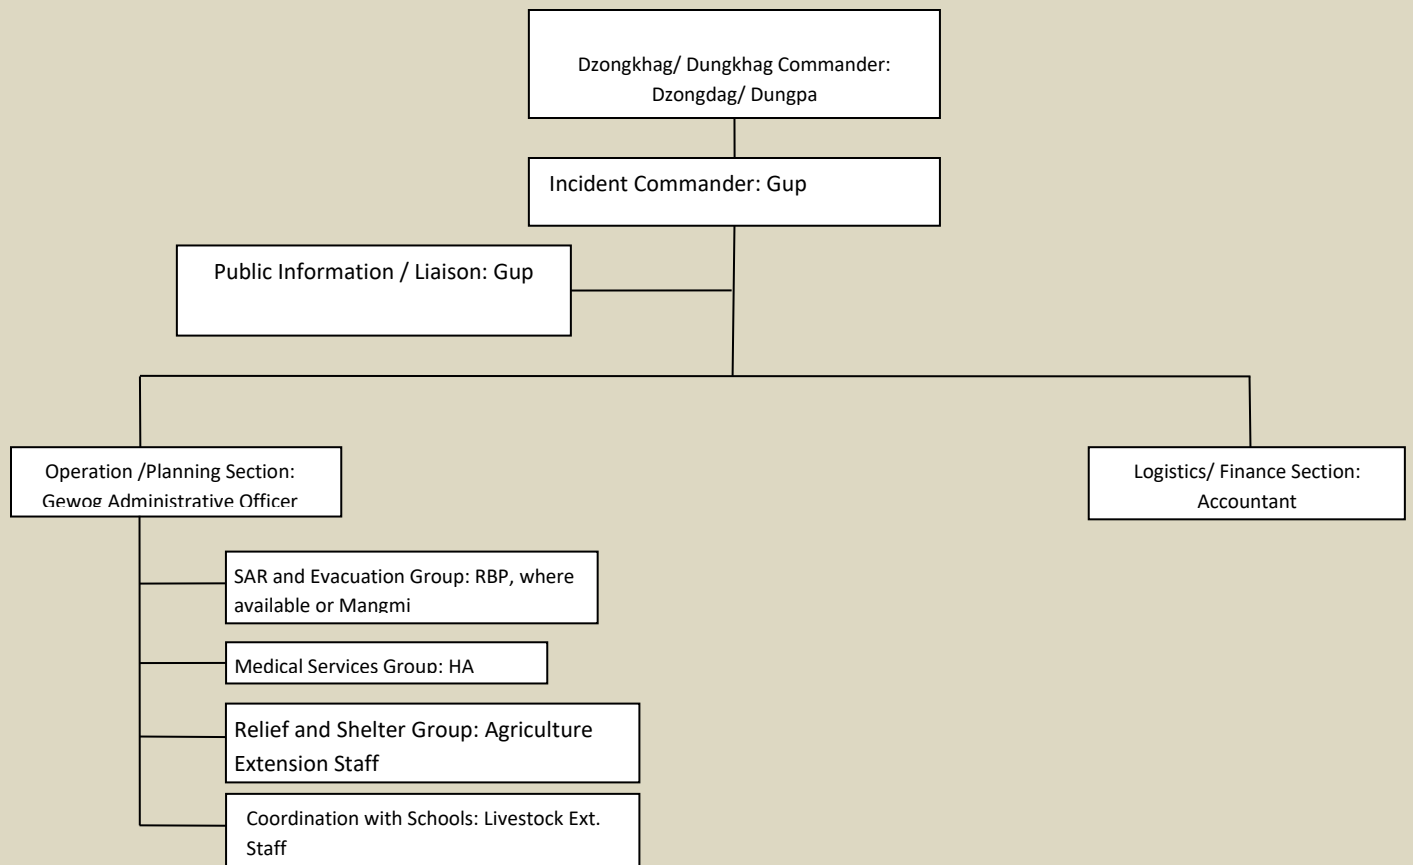 Dzongkhag/ Dungkhag Commander:
Dzongdag/ Dungpa
Incident Commander: Gup
Public Information / Liaison: Gup
Operation /Planning Section:
Gewog Administrative Officer
Logistics/ Finance Section:
Accountant
SAR and Evacuation Group: RBP, where
available or Mangmi
Medical Services Group: HA
Relief and Shelter Group: Agriculture
Extension Staff
Coordination with Schools: Livestock Ext.
Staff